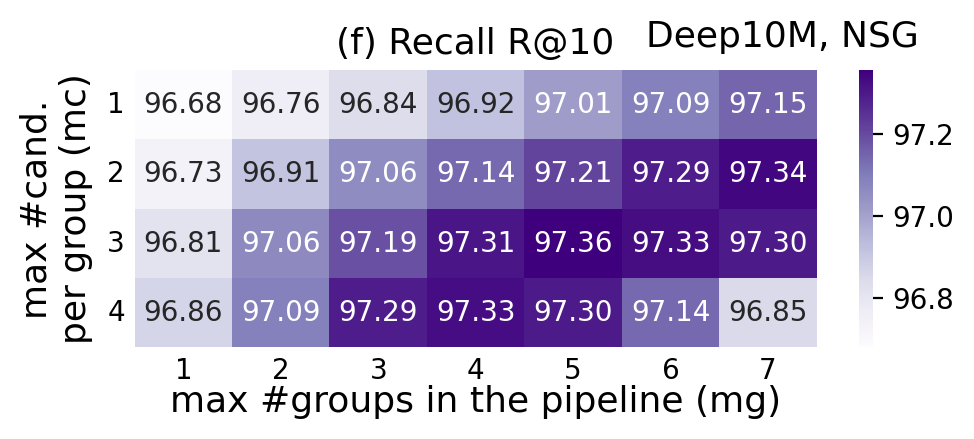 (f) Recall R@10 Deep10M, NSG
max #cand.
per group (mc)
1 96.68 96.76 96.84 96.92 97.01 97.09 97.15
2 96.73 96.91 97.06 97.14 97.21 97.29 97.34
3 96.81 97.06 97.19 97.31 97.36 97.33 97.30
4 96.86 97.09 97.29 97.33 97.30 97.14 96.85
1 2 3 4 5 6 7
max #groups in the pipeline (mg)
97.2
97.0
96.8